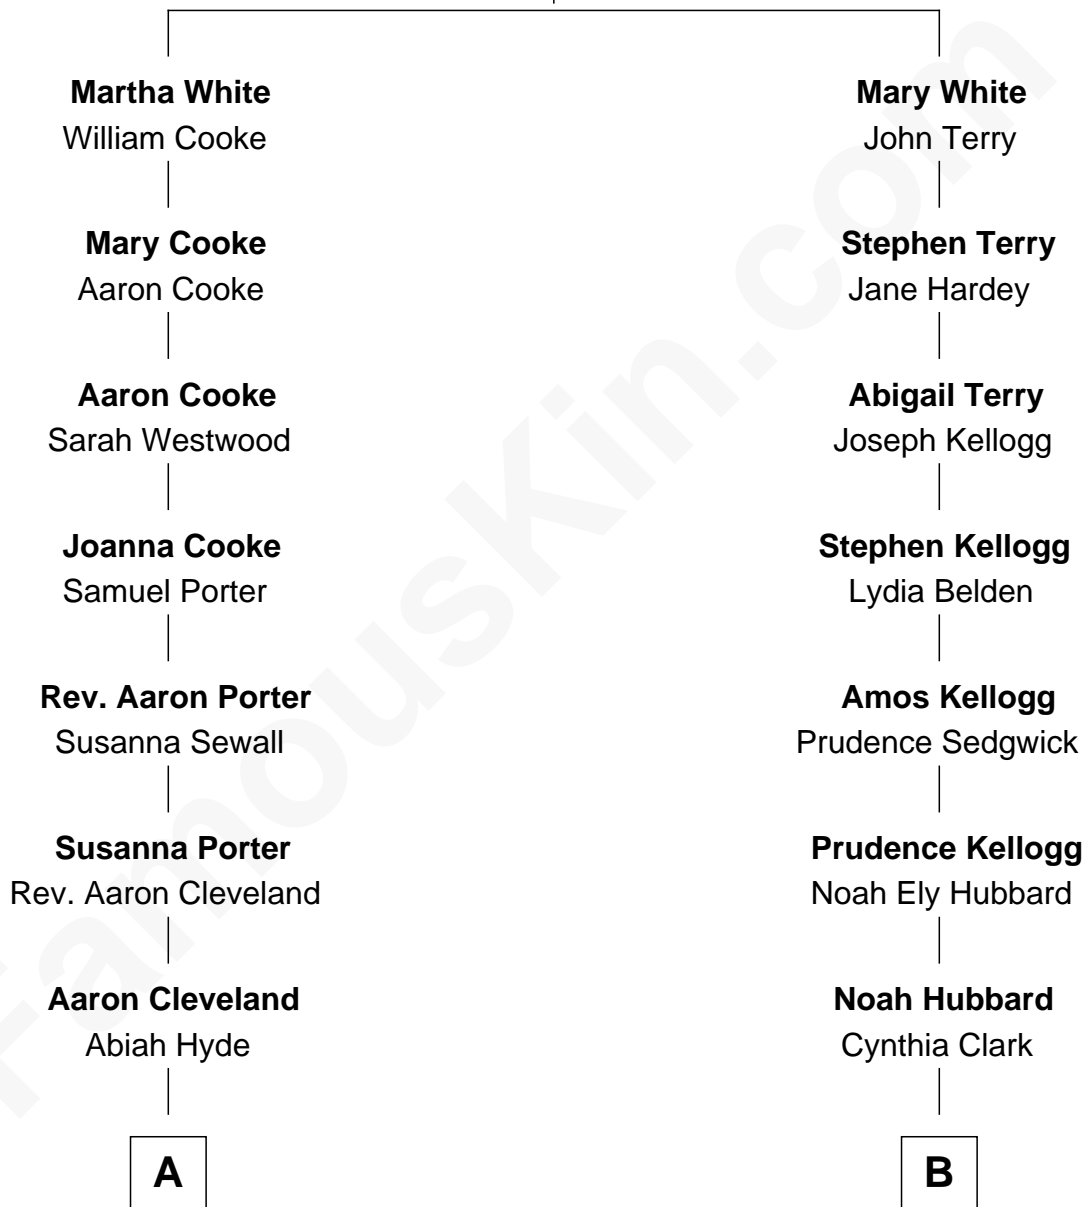 Martha White
William Cooke
Mary White
John Terry
Mary Cooke
Aaron Cooke
Stephen Terry
Jane Hardey
Aaron Cooke
Sarah Westwood
Abigail Terry
Joseph Kellogg
Joanna Cooke
Samuel Porter
Stephen Kellogg
Lydia Belden
Rev. Aaron Porter
Susanna Sewall
Amos Kellogg
Prudence Sedgwick
Susanna Porter
Rev. Aaron Cleveland
Prudence Kellogg
Noah Ely Hubbard
Aaron Cleveland
Abiah Hyde
Noah Hubbard
Cynthia Clark
A
B
FamousKin.com